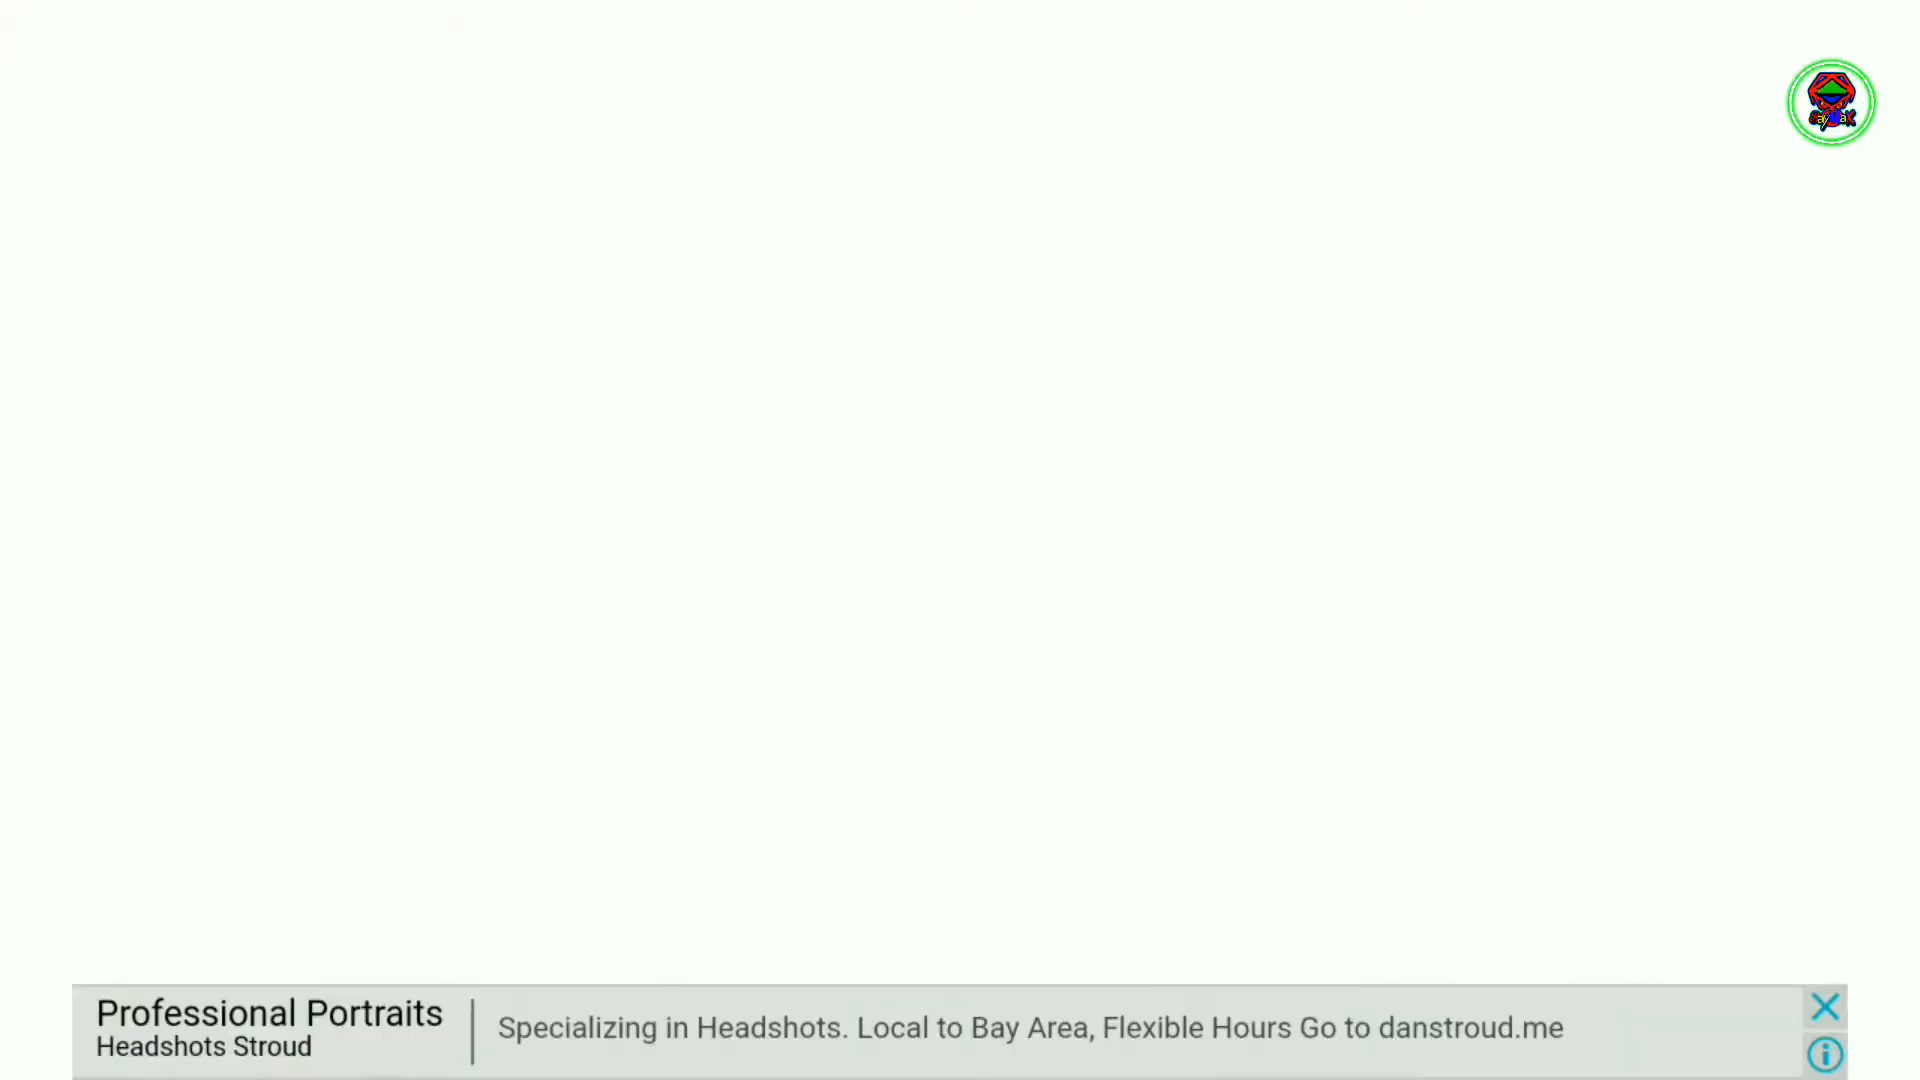 Professional Portraits
Headshots Stroud
Specializing in Headshots. Local to Bay Area, Flexible Hours Go to danstroud.me